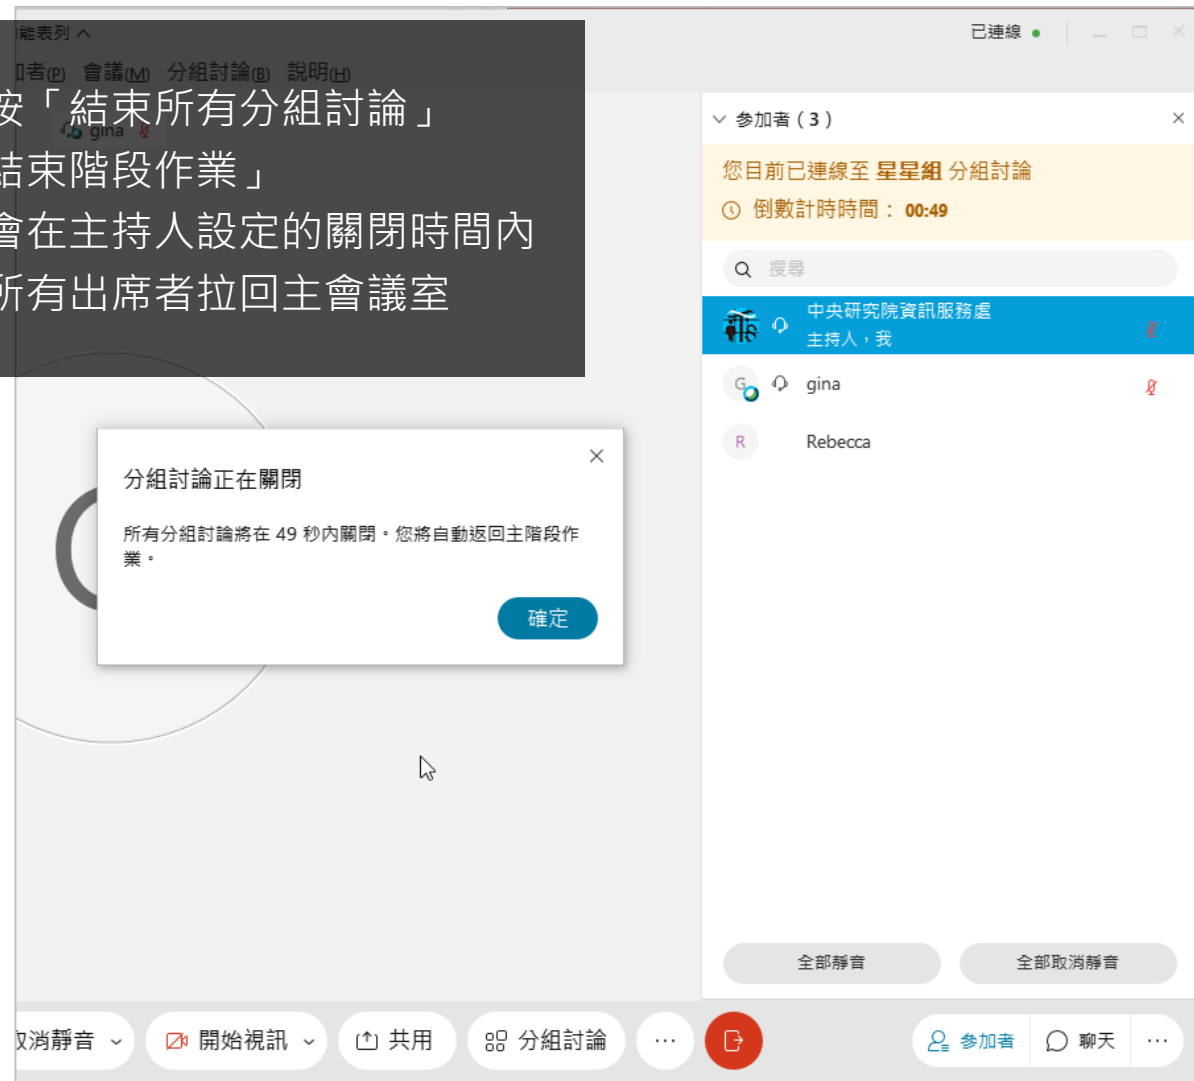 能表列
已連線
加者(P) 會議(M) 分組討論(B) 說明(H)
按「結束所有分組討論」
gina
結束階段作業」
會在主持人設定的關閉時間內
所有出席者拉回主會議室
參加者 ( 3 )
您目前已連線至 星星組 分組討論
倒數計時時間： 00:49
搜尋
中央研究院資訊服務處
主持人，我
G gina
R Rebecca
分組討論正在關閉
所有分組討論將在 49 秒內關閉。您將自動返回主階段作
業。
確定
全部靜音 全部取消靜音
取消靜音 開始視訊 共用 分組討論 ... 參加者 聊天 ...